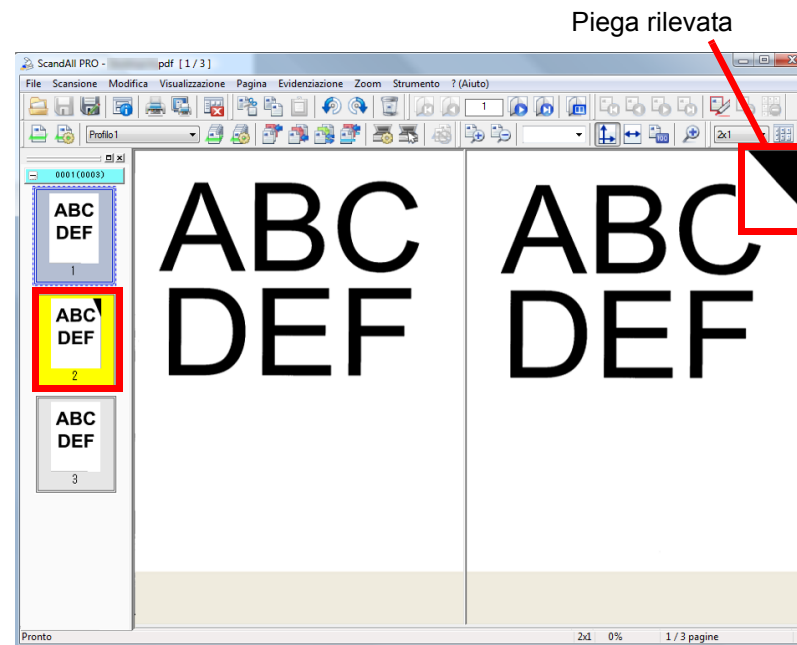 Piega rilevata
ScandAll PRO - pdf [ 1 / 3 ]
File Scansione Modifica Visualizzazione Pagina Evidenziazione Zoom Strumento ? (Aiuto)
1
Profilo1 100 2x1
0001(0003)
ABC
DEF
1
ABC
DEF
2
ABC
DEF
3
ABC
DEF
ABC
DEF
Pronto 2x1 0% 1 / 3 pagine